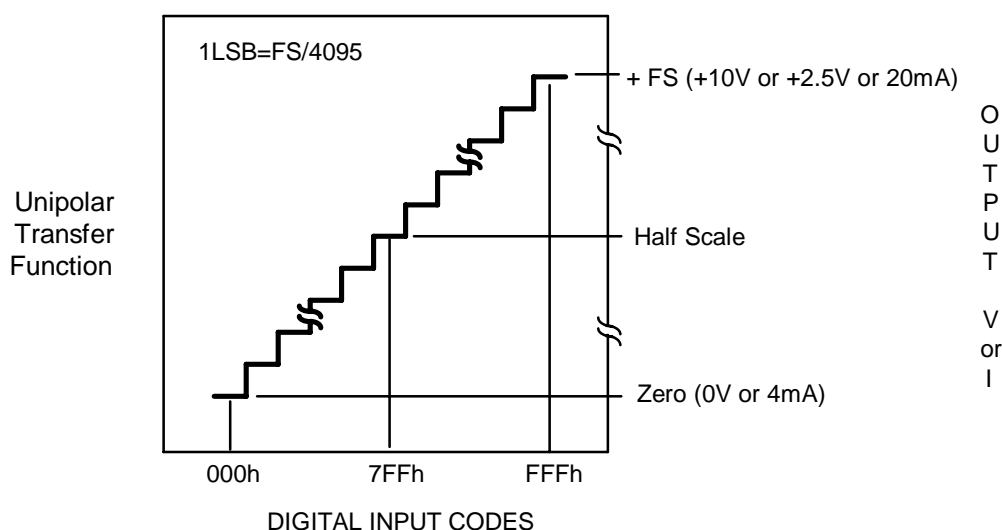 1LSB=FS/4095
+ FS (+10V or +2.5V or 20mA)
Unipolar
Transfer
Function
Half Scale
Zero (0V or 4mA)
O
U
T
P
U
T
V
or
I
000h 7FFh FFFh
DIGITAL INPUT CODES